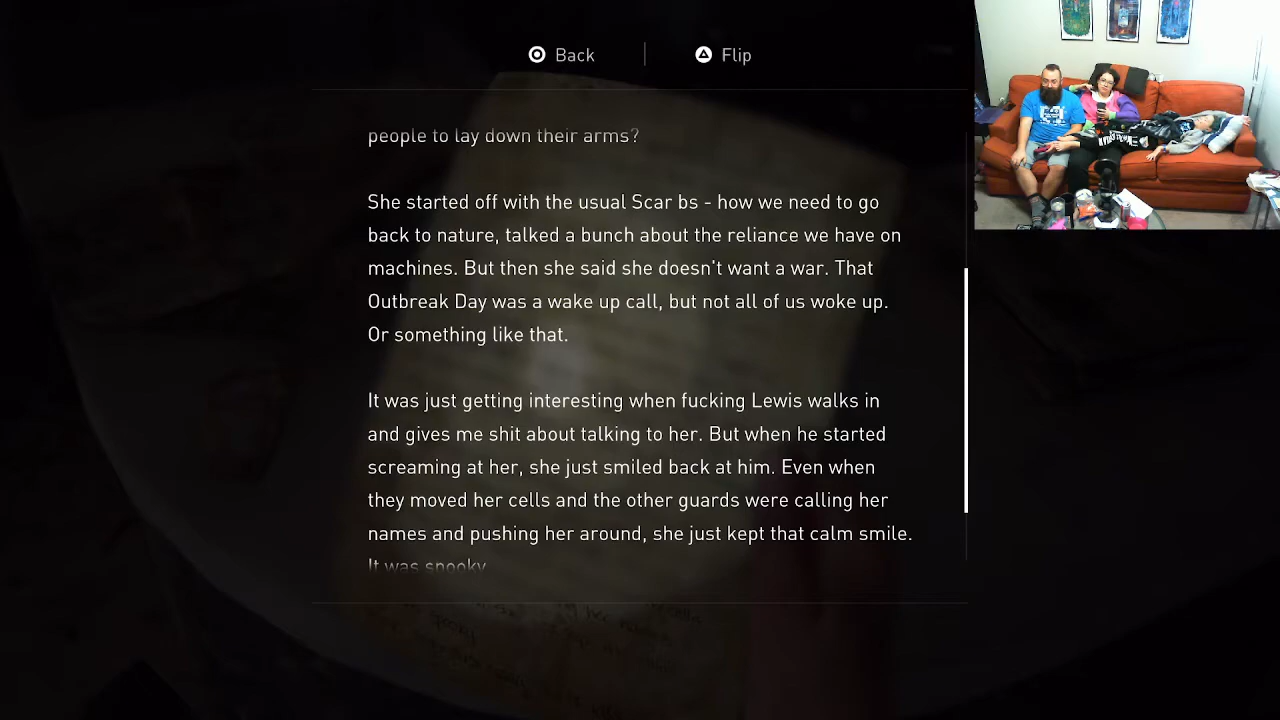 Back
Flip
people to lay down their arms?
She started off with the usual Scar bs - how we need to go
back to nature, talked a bunch about the reliance we have on
machines. But then she said she doesn't want a war. That
Outbreak Day was a wake up call, but not all of us woke up.
Or something like that.
It was just getting interesting when fucking Lewis walks in
and gives me shit about talking to her. But when he started
screaming at her, she just smiled back at him. Even when
they moved her cells and the other guards were calling her
names and pushing her around, she just kept that calm smile.
It was spooky